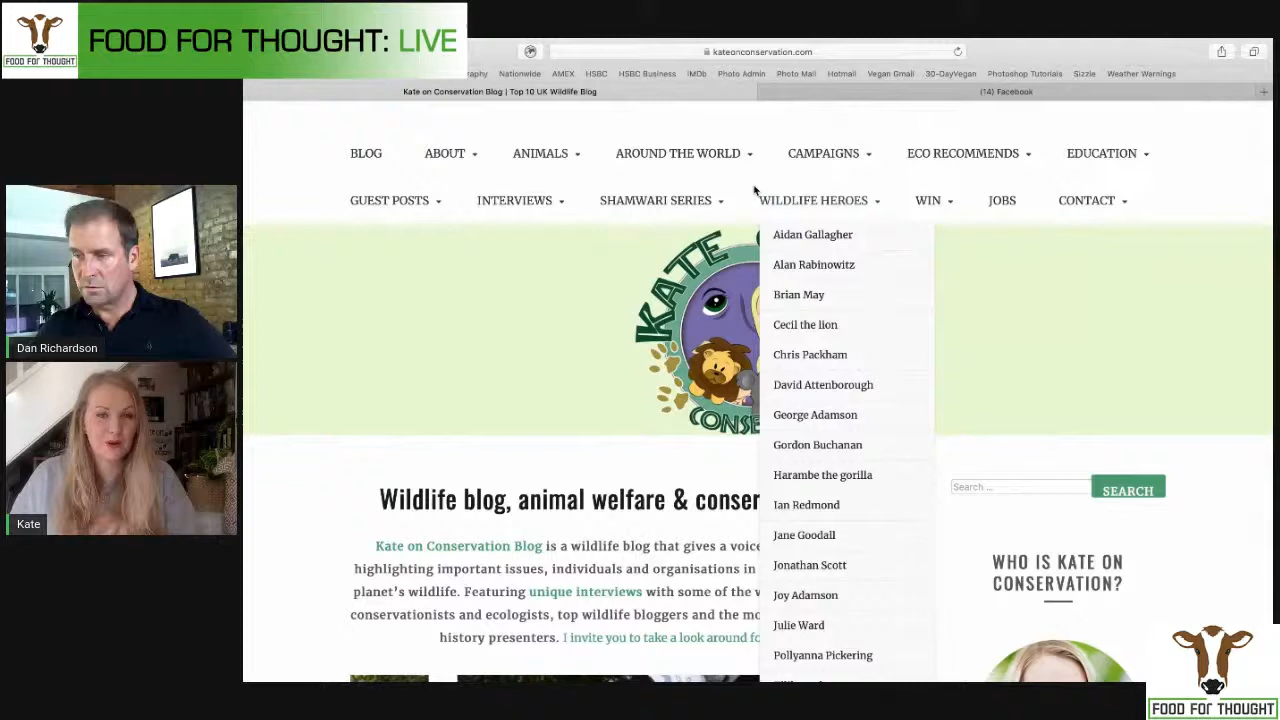 FOOD FOR THOUGHT
FOOD FOR THOUGHT: LIVE
kateonconservation.com
Nationwide AMEX HSBC HSBC Business IMDb Photo Admin Photo Mall Hotmail Vegan Gmail 30-DayVegan Photoshop Tutorials Sizzle Weather Warnings
Kate on Conservation Blog | Top 10 UK Wildlife Blog
(14) Facebook
BLOG ABOUT ANIMALS AROUND THE WORLD CAMPAIGNS ECO RECOMMENDS EDUCATION
GUEST POSTS INTERVIEWS SHAMWARI SERIES WILDLIFE HEROES WIN JOBS CONTACT
Aidan Gallagher
Alan Rabinowitz
Brian May
Cecil the lion
Chris Packham
David Attenborough
George Adamson
Gordon Buchanan
Harambe the gorilla
Ian Redmond
Jane Goodall
Jonathan Scott
Joy Adamson
Julie Ward
Pollyanna Pickering
KATE
CONSE
Wildlife blog, animal welfare & conser
Kate on Conservation Blog is a wildlife blog that gives a voic
highlighting important issues, individuals and organisations in
planet's wildlife. Featuring unique interviews with some of the w
conservationists and ecologists, top wildlife bloggers and the mo
history presenters. I invite you to take a look around fo
Search ...
SEARCH
WHO IS KATE ON
CONSERVATION?
Dan Richardson
Kate
FOOD FOR THOUGHT